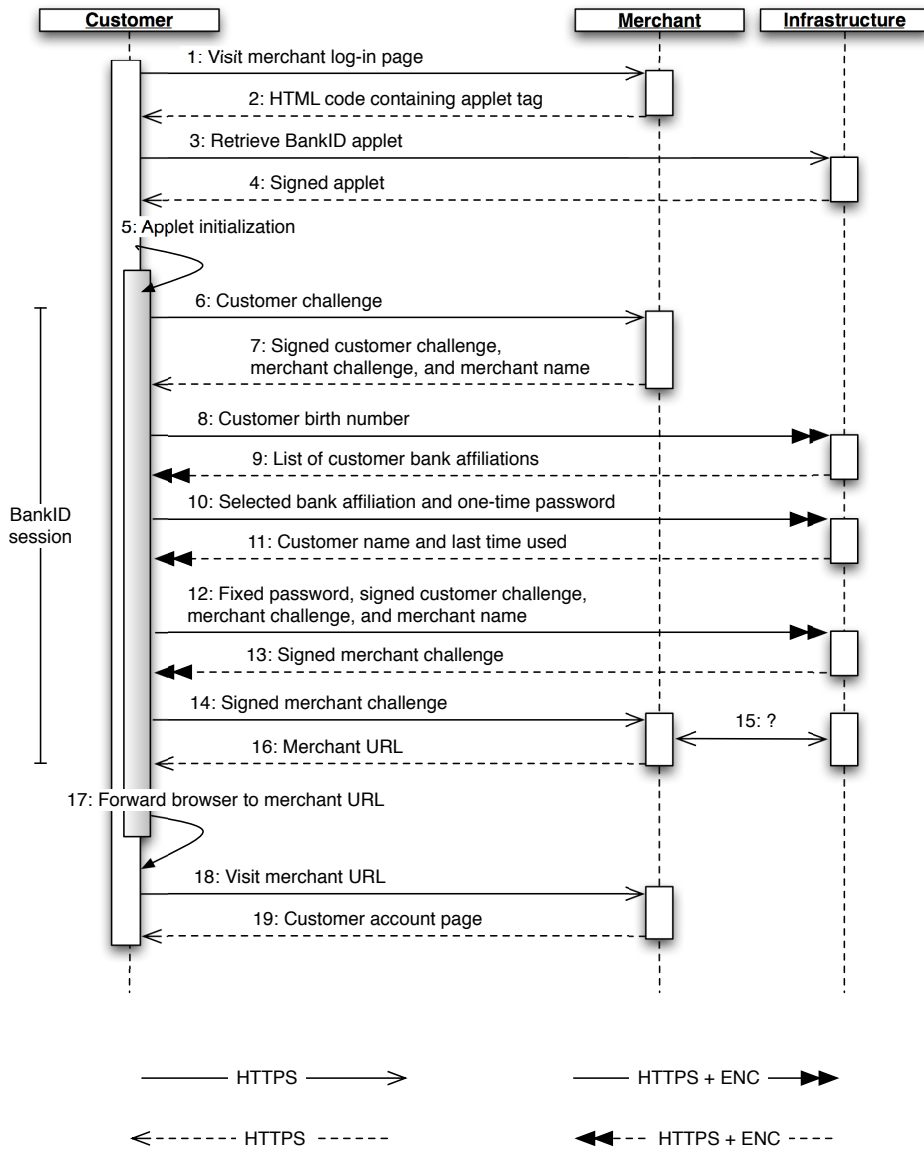 Customer
Merchant
Infrastructure
1: Visit merchant log-in page
2: HTML code containing applet tag
3: Retrieve BankID applet
4: Signed applet
5: Applet initialization
6: Customer challenge
7: Signed customer challenge,
merchant challenge, and merchant name
8: Customer birth number
9: List of customer bank affiliations
10: Selected bank affiliation and one-time password
BankID
session
11: Customer name and last time used
12: Fixed password, signed customer challenge,
merchant challenge, and merchant name
13: Signed merchant challenge
14: Signed merchant challenge
15: ?
16: Merchant URL
17: Forward browser to merchant URL
18: Visit merchant URL
19: Customer account page
HTTPS
HTTPS + ENC
HTTPS
HTTPS + ENC